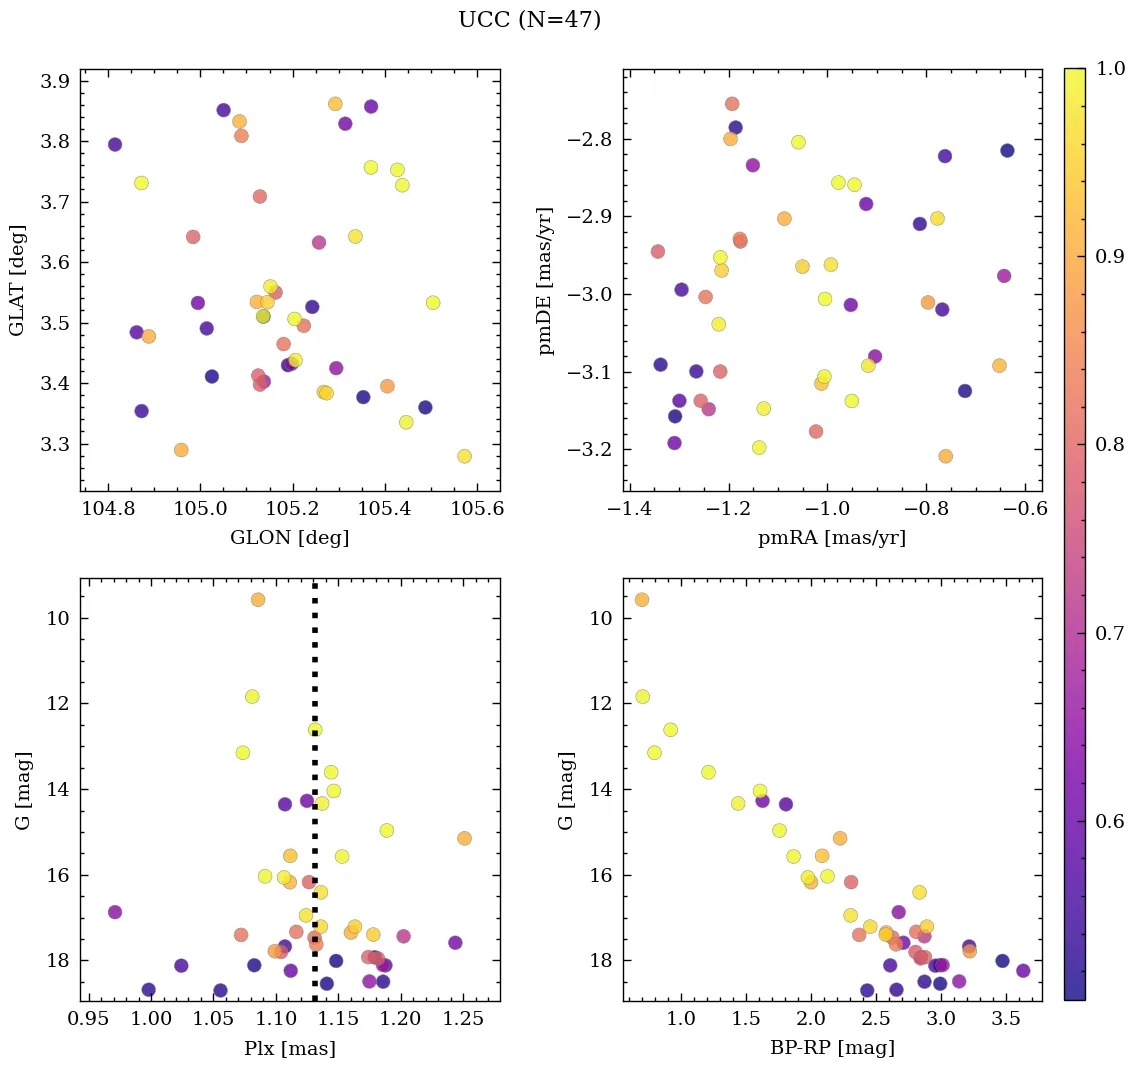 UCC (N=47)
3.9
3.8
3.7
3.6
3.5
3.4
3.3
GLAT [deg]
104.8 105.0 105.2 105.4 105.6
GLON [deg]
−2.8
−2.9
−3.0
−3.1
−3.2
pmDE [mas/yr]
−1.4 −1.2 −1.0 −0.8 −0.6
pmRA [mas/yr]
10
12
14
16
18
G [mag]
0.95 1.00 1.05 1.10 1.15 1.20 1.25
Plx [mas]
10
12
14
16
18
G [mag]
1.0 1.5 2.0 2.5 3.0 3.5
BP-RP [mag]
1.0
0.9
0.8
0.7
0.6